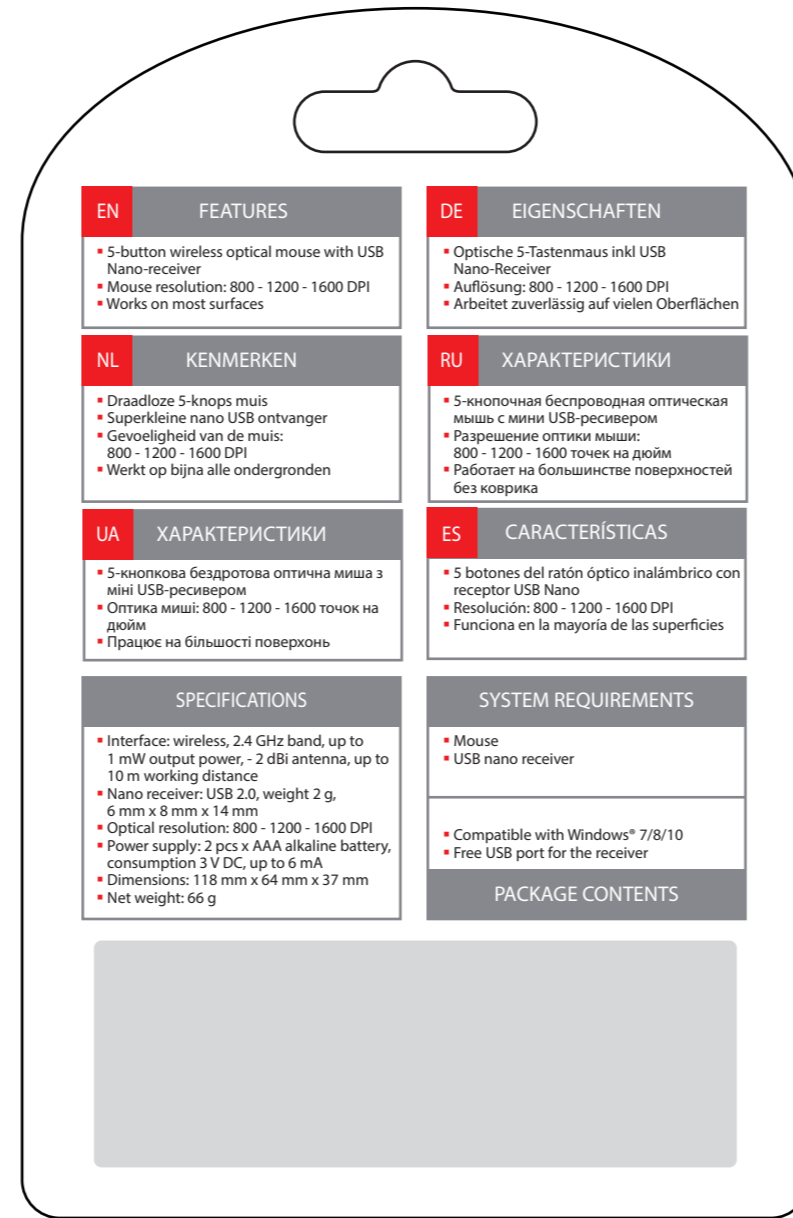 EN FEATURES
▪ 5-button wireless optical mouse with USB
Nano-receiver
▪ Mouse resolution: 800 - 1200 - 1600 DPI
▪ Works on most surfaces
DE EIGENSCHAFTEN
▪ Optische 5-Tastenmaus inkl USB
Nano-Receiver
▪ Auflösung: 800 - 1200 - 1600 DPI
▪ Arbeitet zuverlässig auf vielen Oberflächen
NL KENMERKEN
▪ Draadloze 5-knops muis
▪ Superkleine nano USB ontvanger
▪ Gevoeligheid van de muis:
800 - 1200 - 1600 DPI
▪ Werkt op bijna alle ondergronden
RU ХАРАКТЕРИСТИКИ
▪ 5-кнопочная беспроводная оптическая
мышь с мини USB-ресивером
▪ Разрешение оптики мыши:
800 - 1200 - 1600 точек на дюйм
▪ Работает на большинстве поверхностей
без коврика
UA ХАРАКТЕРИСТИКИ
▪ 5-кнопкова бездротова оптична миша з
міні USB-ресивером
▪ Оптика миші: 800 - 1200 - 1600 точок на
дюйм
▪ Працює на більшості поверхонь
ES CARACTERÍSTICAS
▪ 5 botones del ratón óptico inalámbrico con
receptor USB Nano
▪ Resolución: 800 - 1200 - 1600 DPI
▪ Funciona en la mayoría de las superficies
SPECIFICATIONS
▪ Interface: wireless, 2.4 GHz band, up to
1 mW output power, - 2 dBi antenna, up to
10 m working distance
▪ Nano receiver: USB 2.0, weight 2 g,
6 mm x 8 mm x 14 mm
▪ Optical resolution: 800 - 1200 - 1600 DPI
▪ Power supply: 2 pcs x AAA alkaline battery,
consumption 3 V DC, up to 6 mA
▪ Dimensions: 118 mm x 64 mm x 37 mm
▪ Net weight: 66 g
SYSTEM REQUIREMENTS
▪ Mouse
▪ USB nano receiver
▪ Compatible with Windows® 7/8/10
▪ Free USB port for the receiver
PACKAGE CONTENTS